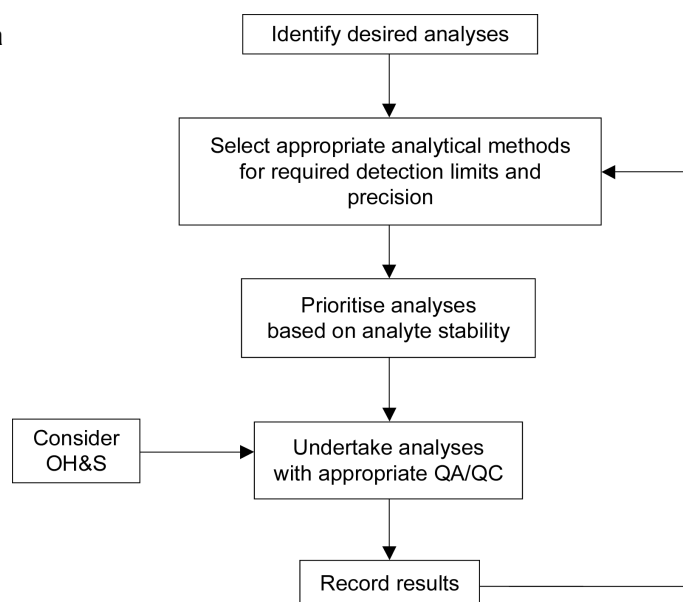 Identify desired analyses
Select appropriate analytical methods
for required detection limits and
precision
Prioritise analyses
based on analyte stability
Consider
OH&S
Undertake analyses
with appropriate QA/QC
Record results